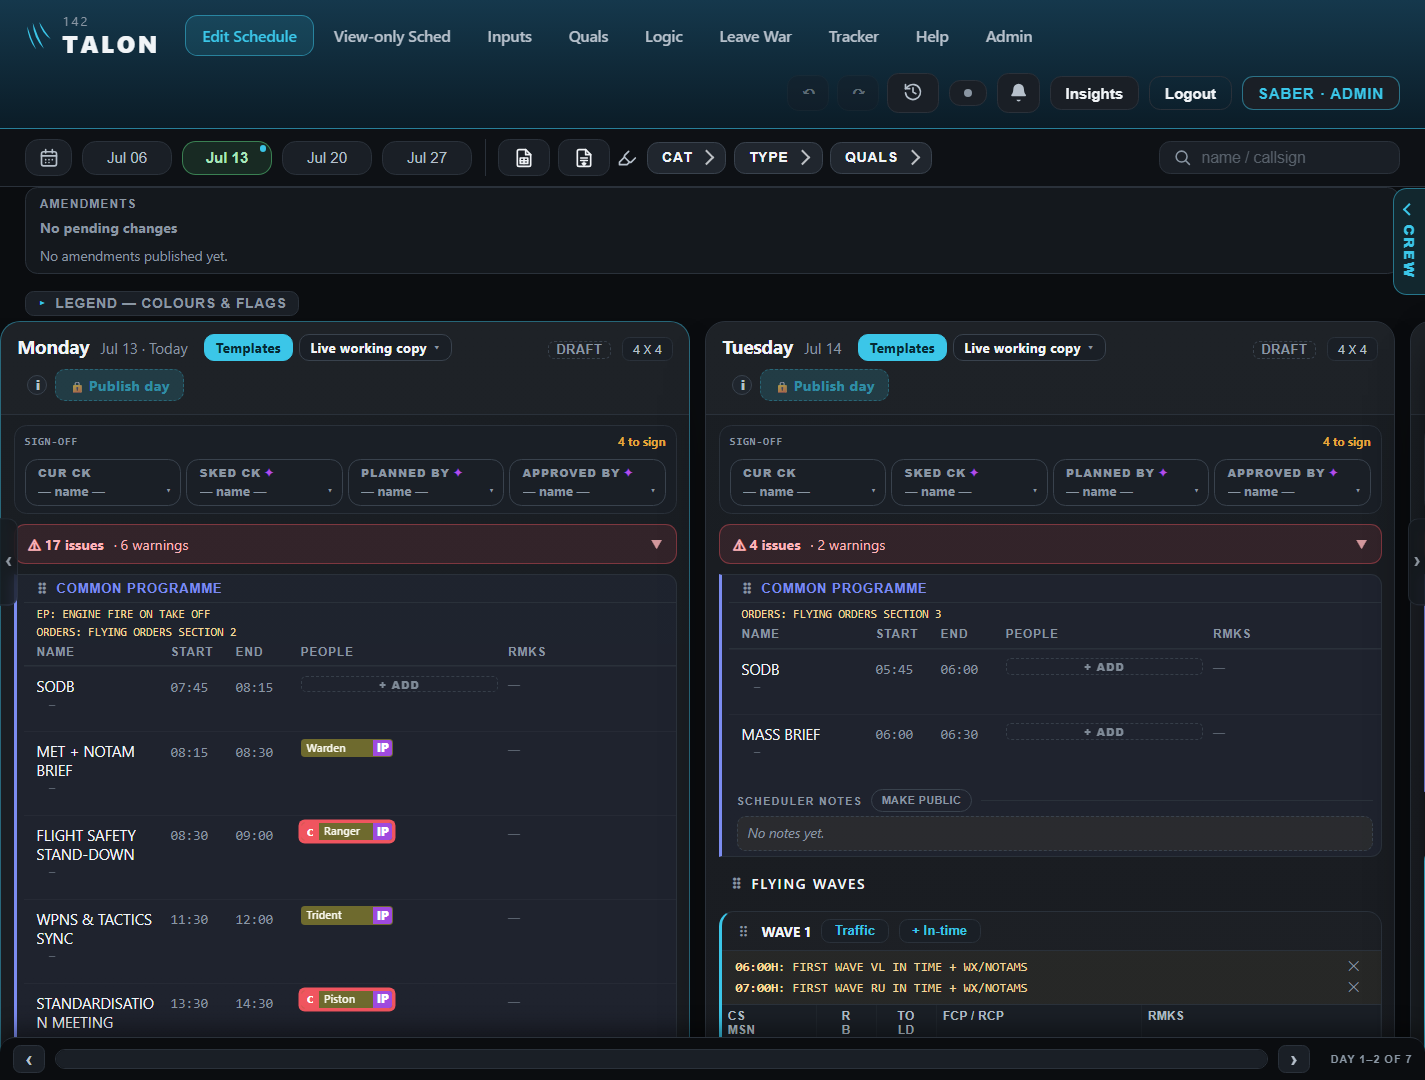 142
TALON
Edit Schedule
View-only Sched
Inputs
Quals
Logic
Leave War
Tracker
Help
Admin
Insights
Logout
SABER · ADMIN
Jul 06
Jul 13
Jul 20
Jul 27
CAT
TYPE
QUALS
name / callsign
AMENDMENTS
No pending changes
No amendments published yet.
CREW
LEGEND — COLOURS & FLAGS
Monday Jul 13 · Today
Templates
Live working copy
DRAFT
4 X 4
i
Publish day
SIGN-OFF
4 to sign
CUR CK
— name —
SKED CK
— name —
PLANNED BY
— name —
APPROVED BY
— name —
17 issues · 6 warnings
COMMON PROGRAMME
EP: ENGINE FIRE ON TAKE OFF
ORDERS: FLYING ORDERS SECTION 2
NAME START END PEOPLE RMKS
SODB 07:45 08:15 + ADD —
—
MET + NOTAM BRIEF 08:15 08:30 Warden IP —
—
FLIGHT SAFETY STAND-DOWN 08:30 09:00 C Ranger IP —
—
WPNS & TACTICS SYNC 11:30 12:00 Trident IP —
—
STANDARDISATIO
N MEETING 13:30 14:30 C Piston IP —
Tuesday Jul 14
Templates
Live working copy
DRAFT
4 X 4
i
Publish day
SIGN-OFF
4 to sign
CUR CK
— name —
SKED CK
— name —
PLANNED BY
— name —
APPROVED BY
— name —
4 issues · 2 warnings
COMMON PROGRAMME
ORDERS: FLYING ORDERS SECTION 3
NAME START END PEOPLE RMKS
SODB 05:45 06:00 + ADD —
—
MASS BRIEF 06:00 06:30 + ADD —
—
SCHEDULER NOTES
MAKE PUBLIC
No notes yet.
FLYING WAVES
WAVE 1
Traffic
+ In-time
06:00H: FIRST WAVE VL IN TIME + WX/NOTAMS
07:00H: FIRST WAVE RU IN TIME + WX/NOTAMS
CS R TO FCP / RCP RMKS
MSN B LD
DAY 1–2 OF 7